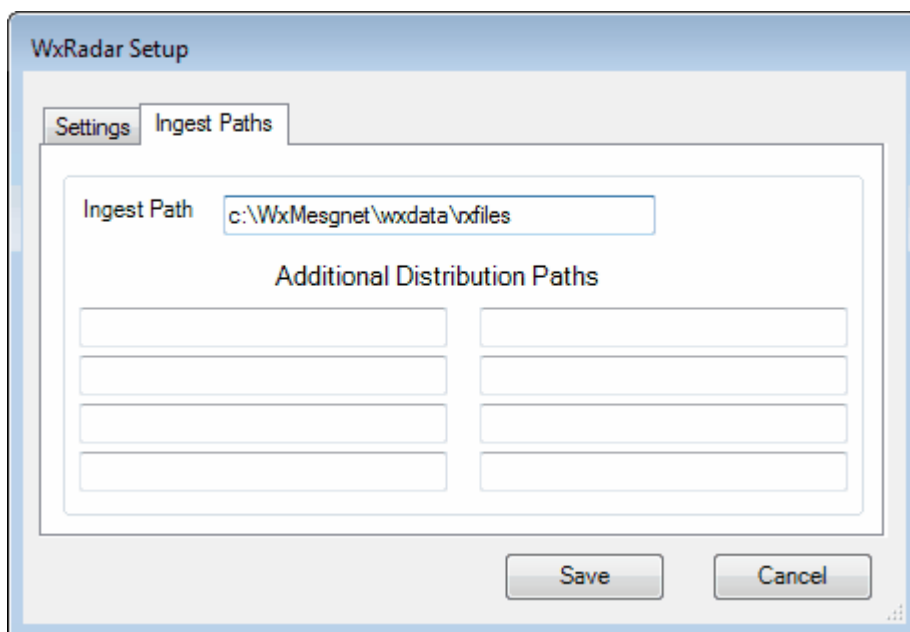 WxRadar Setup
Settings Ingest Paths
Ingest Path c:\WxMesgnet\wxdata\rxfiles
Additional Distribution Paths
Save Cancel